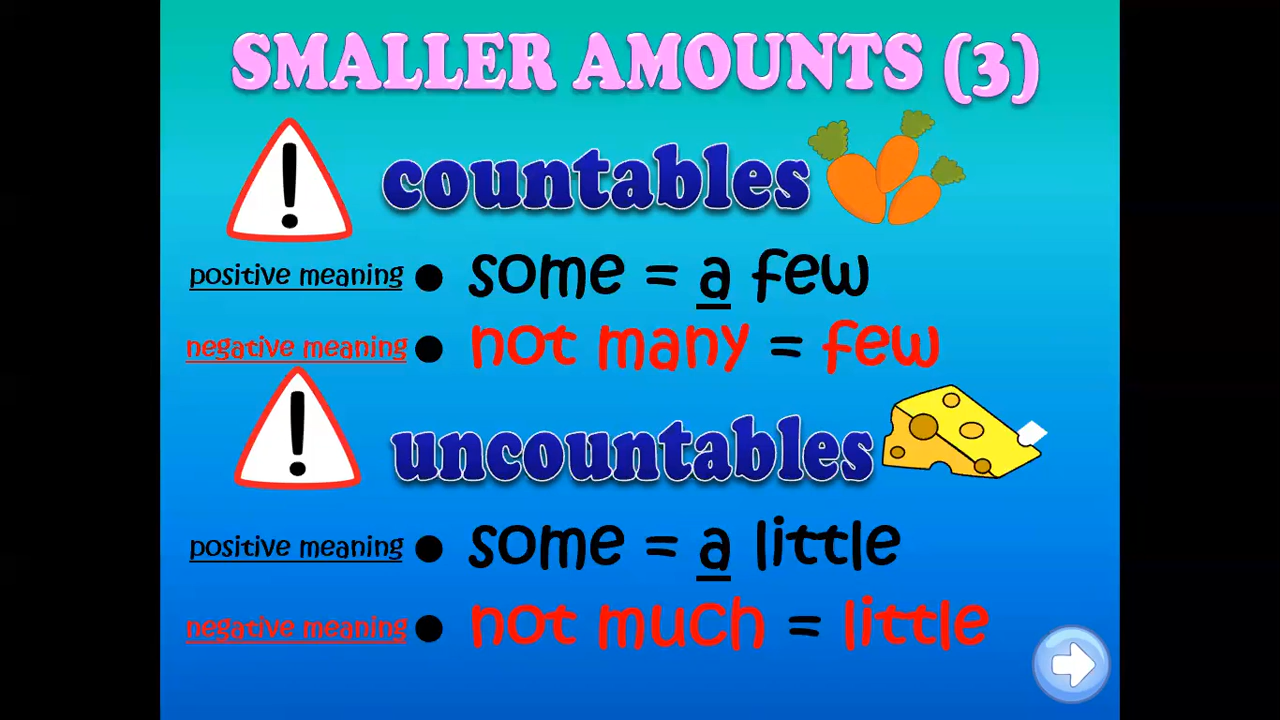 SMALLER AMOUNTS (3)
!
countables
positive meaning • some = a few
negative meaning • not many = few
!
uncountables
positive meaning • some = a little
negative meaning • not much = little